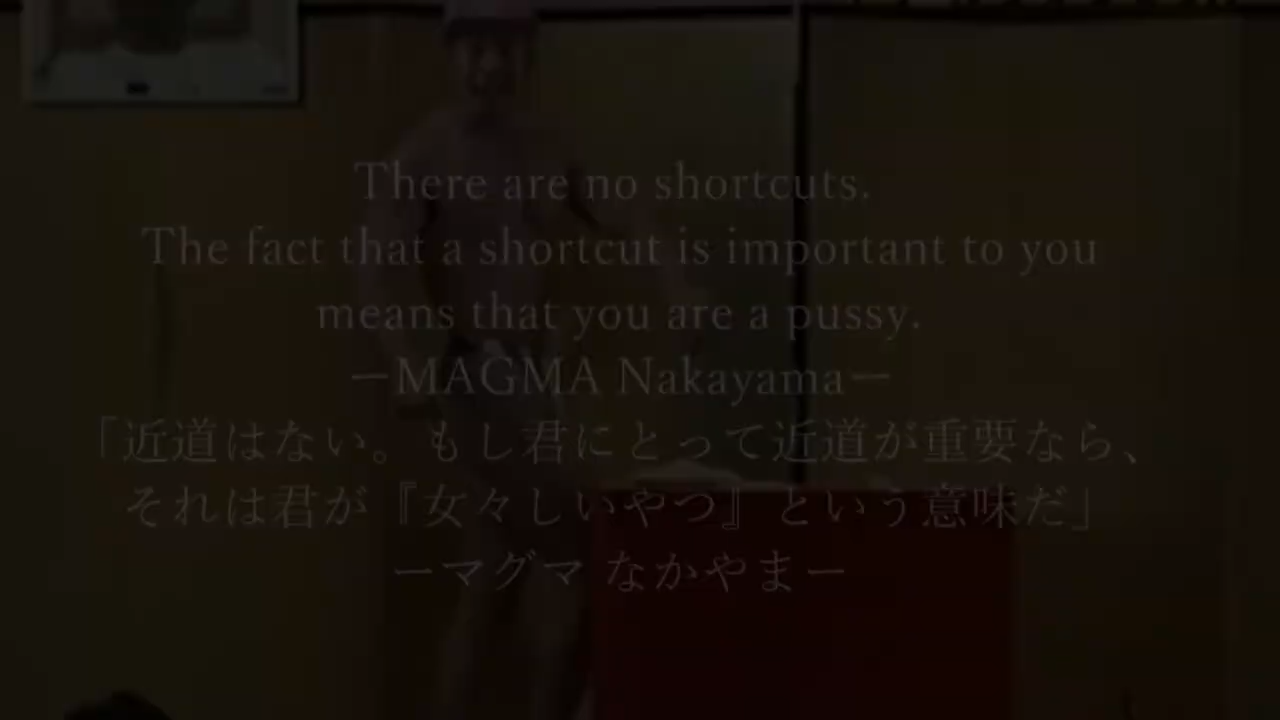 There are no shortcuts.
The fact that a shortcut is important to you
means that you are a pussy.
ーMAGMA Nakayamaー
「近道はない。もし君にとって近道が重要なら、
それは君が『女々しいやつ』という意味だ」
ーマグマ なかやまー